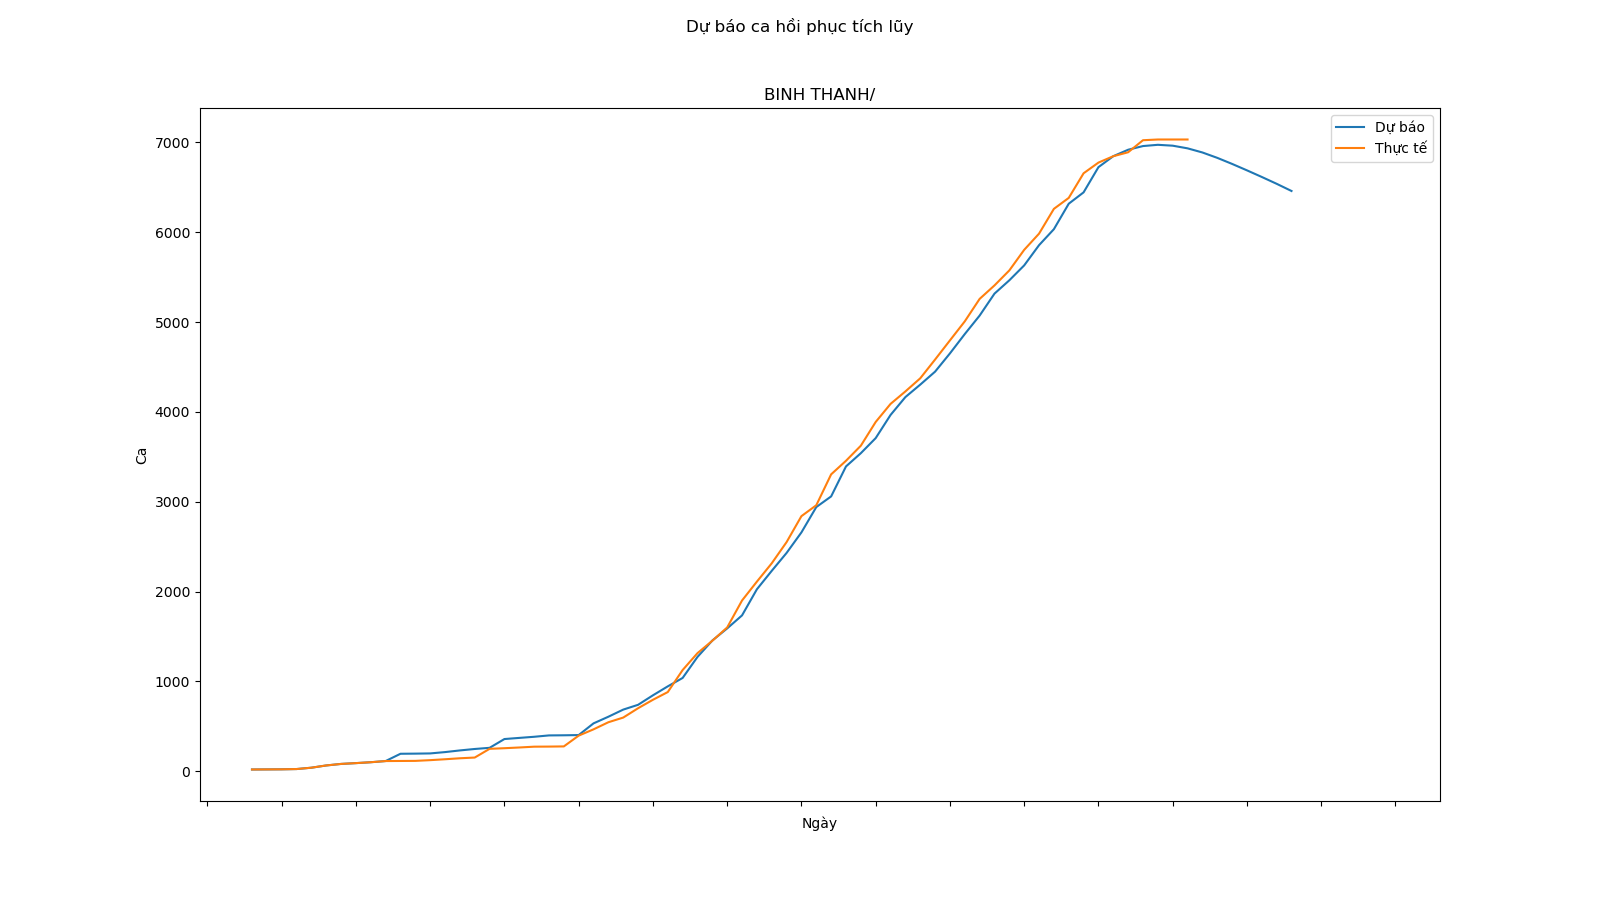 Dự báo ca hồi phục tích lũy
BINH THANH/
Dự báo
Thực tế
7000
6000
5000
4000
3000
2000
1000
0
Ca
Ngày